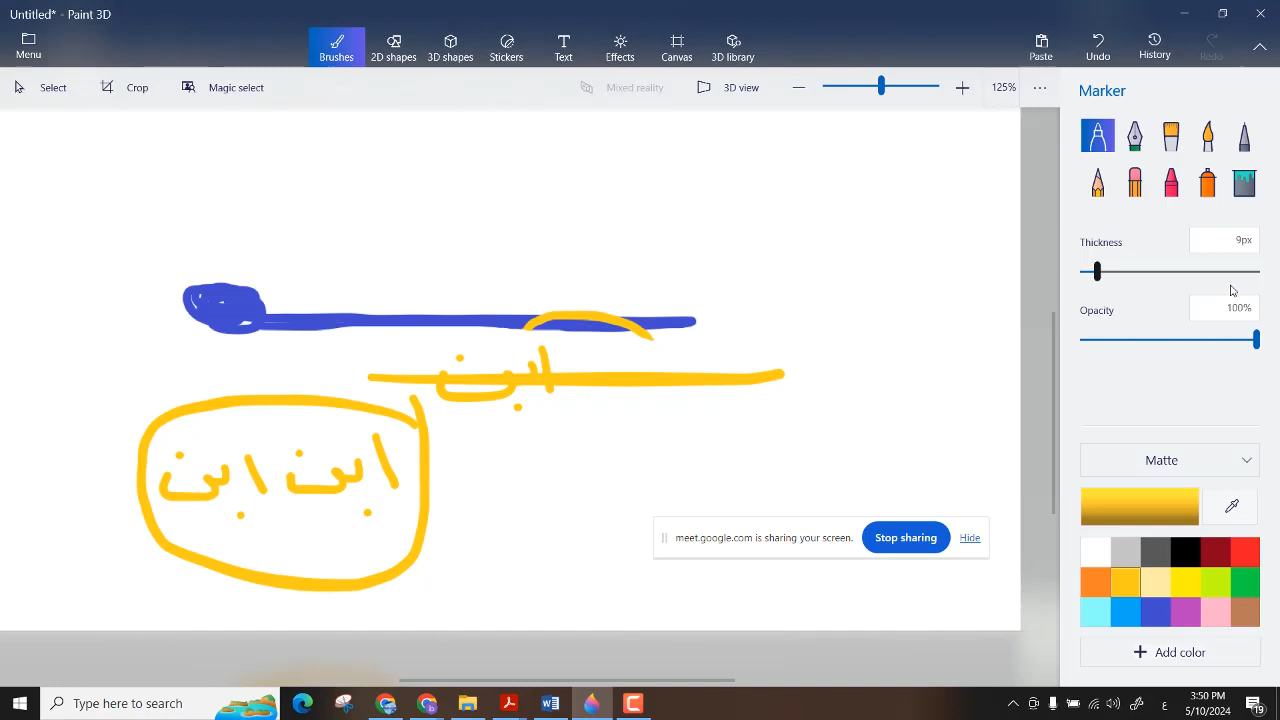 Untitled* - Paint 3D
Menu
Brushes
2D shapes
3D shapes
Stickers
Text
Effects
Canvas
3D library
Paste
Undo
History
Redo
Select
Crop
Magic select
Mixed reality
3D view
125%
Marker
Thickness
9px
Opacity
100%
ابن
ابن ابن
meet.google.com is sharing your screen.
Stop sharing
Hide
Matte
Add color
Type here to search
3:50 PM
5/10/2024
ع
19